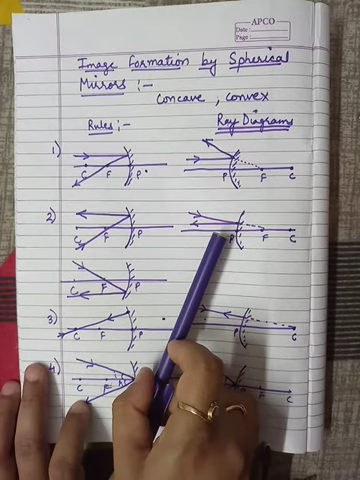 APCO
Date :
Page :
Image Formation by Spherical
Mirrors :-
Concave , convex
Rules :-
Ray Diagrams
1)
C F P
P F C
2)
C F P
P F C
C F P
3)
C F P
F C
4)
C F P
F C